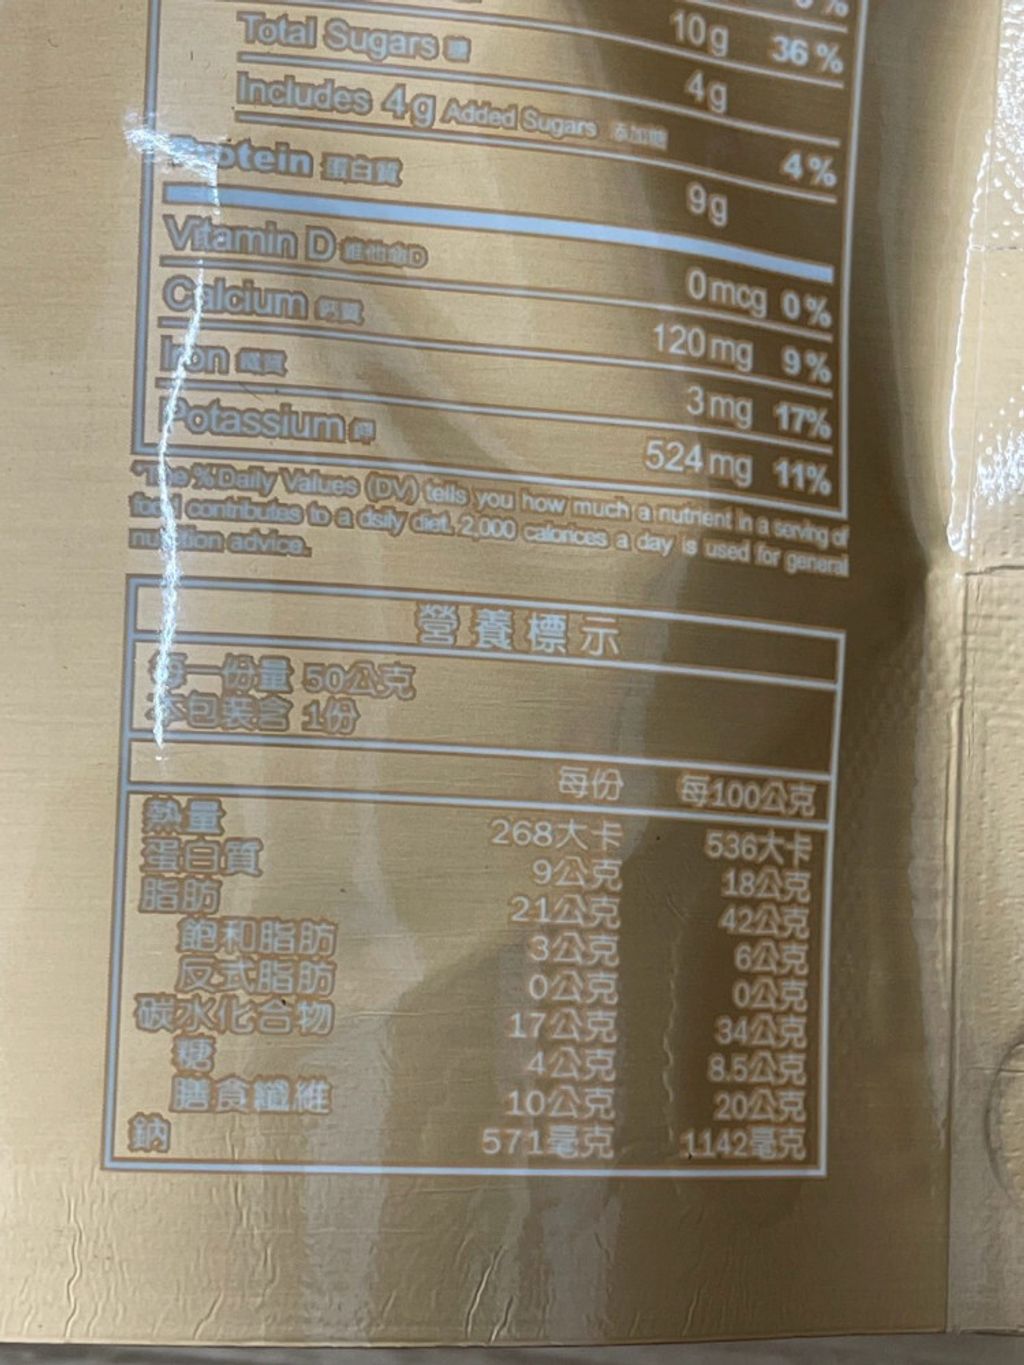 10g 36%
Total Sugars 糖 4g
Includes 4g Added Sugars 添加糖 4%
Protein 蛋白質 9g
Vitamin D 維他命D 0mcg 0%
Calcium 鈣質 120mg 9%
Iron 鐵質 3mg 17%
Potassium 鉀 524mg 11%
*The % Daily Values (DV) tells you how much a nutrient in a serving of
food contributes to a dsily diet. 2,000 calorices a day is used for general
nutrition advice.
營養標示
每一份量 50公克
本包裝含 1份
每份 每100公克
熱量 268大卡 536大卡
蛋白質 9公克 18公克
脂肪 21公克 42公克
飽和脂肪 3公克 6公克
反式脂肪 0公克 0公克
碳水化合物 17公克 34公克
糖 4公克 8.5公克
膳食纖維 10公克 20公克
鈉 571毫克 1142毫克